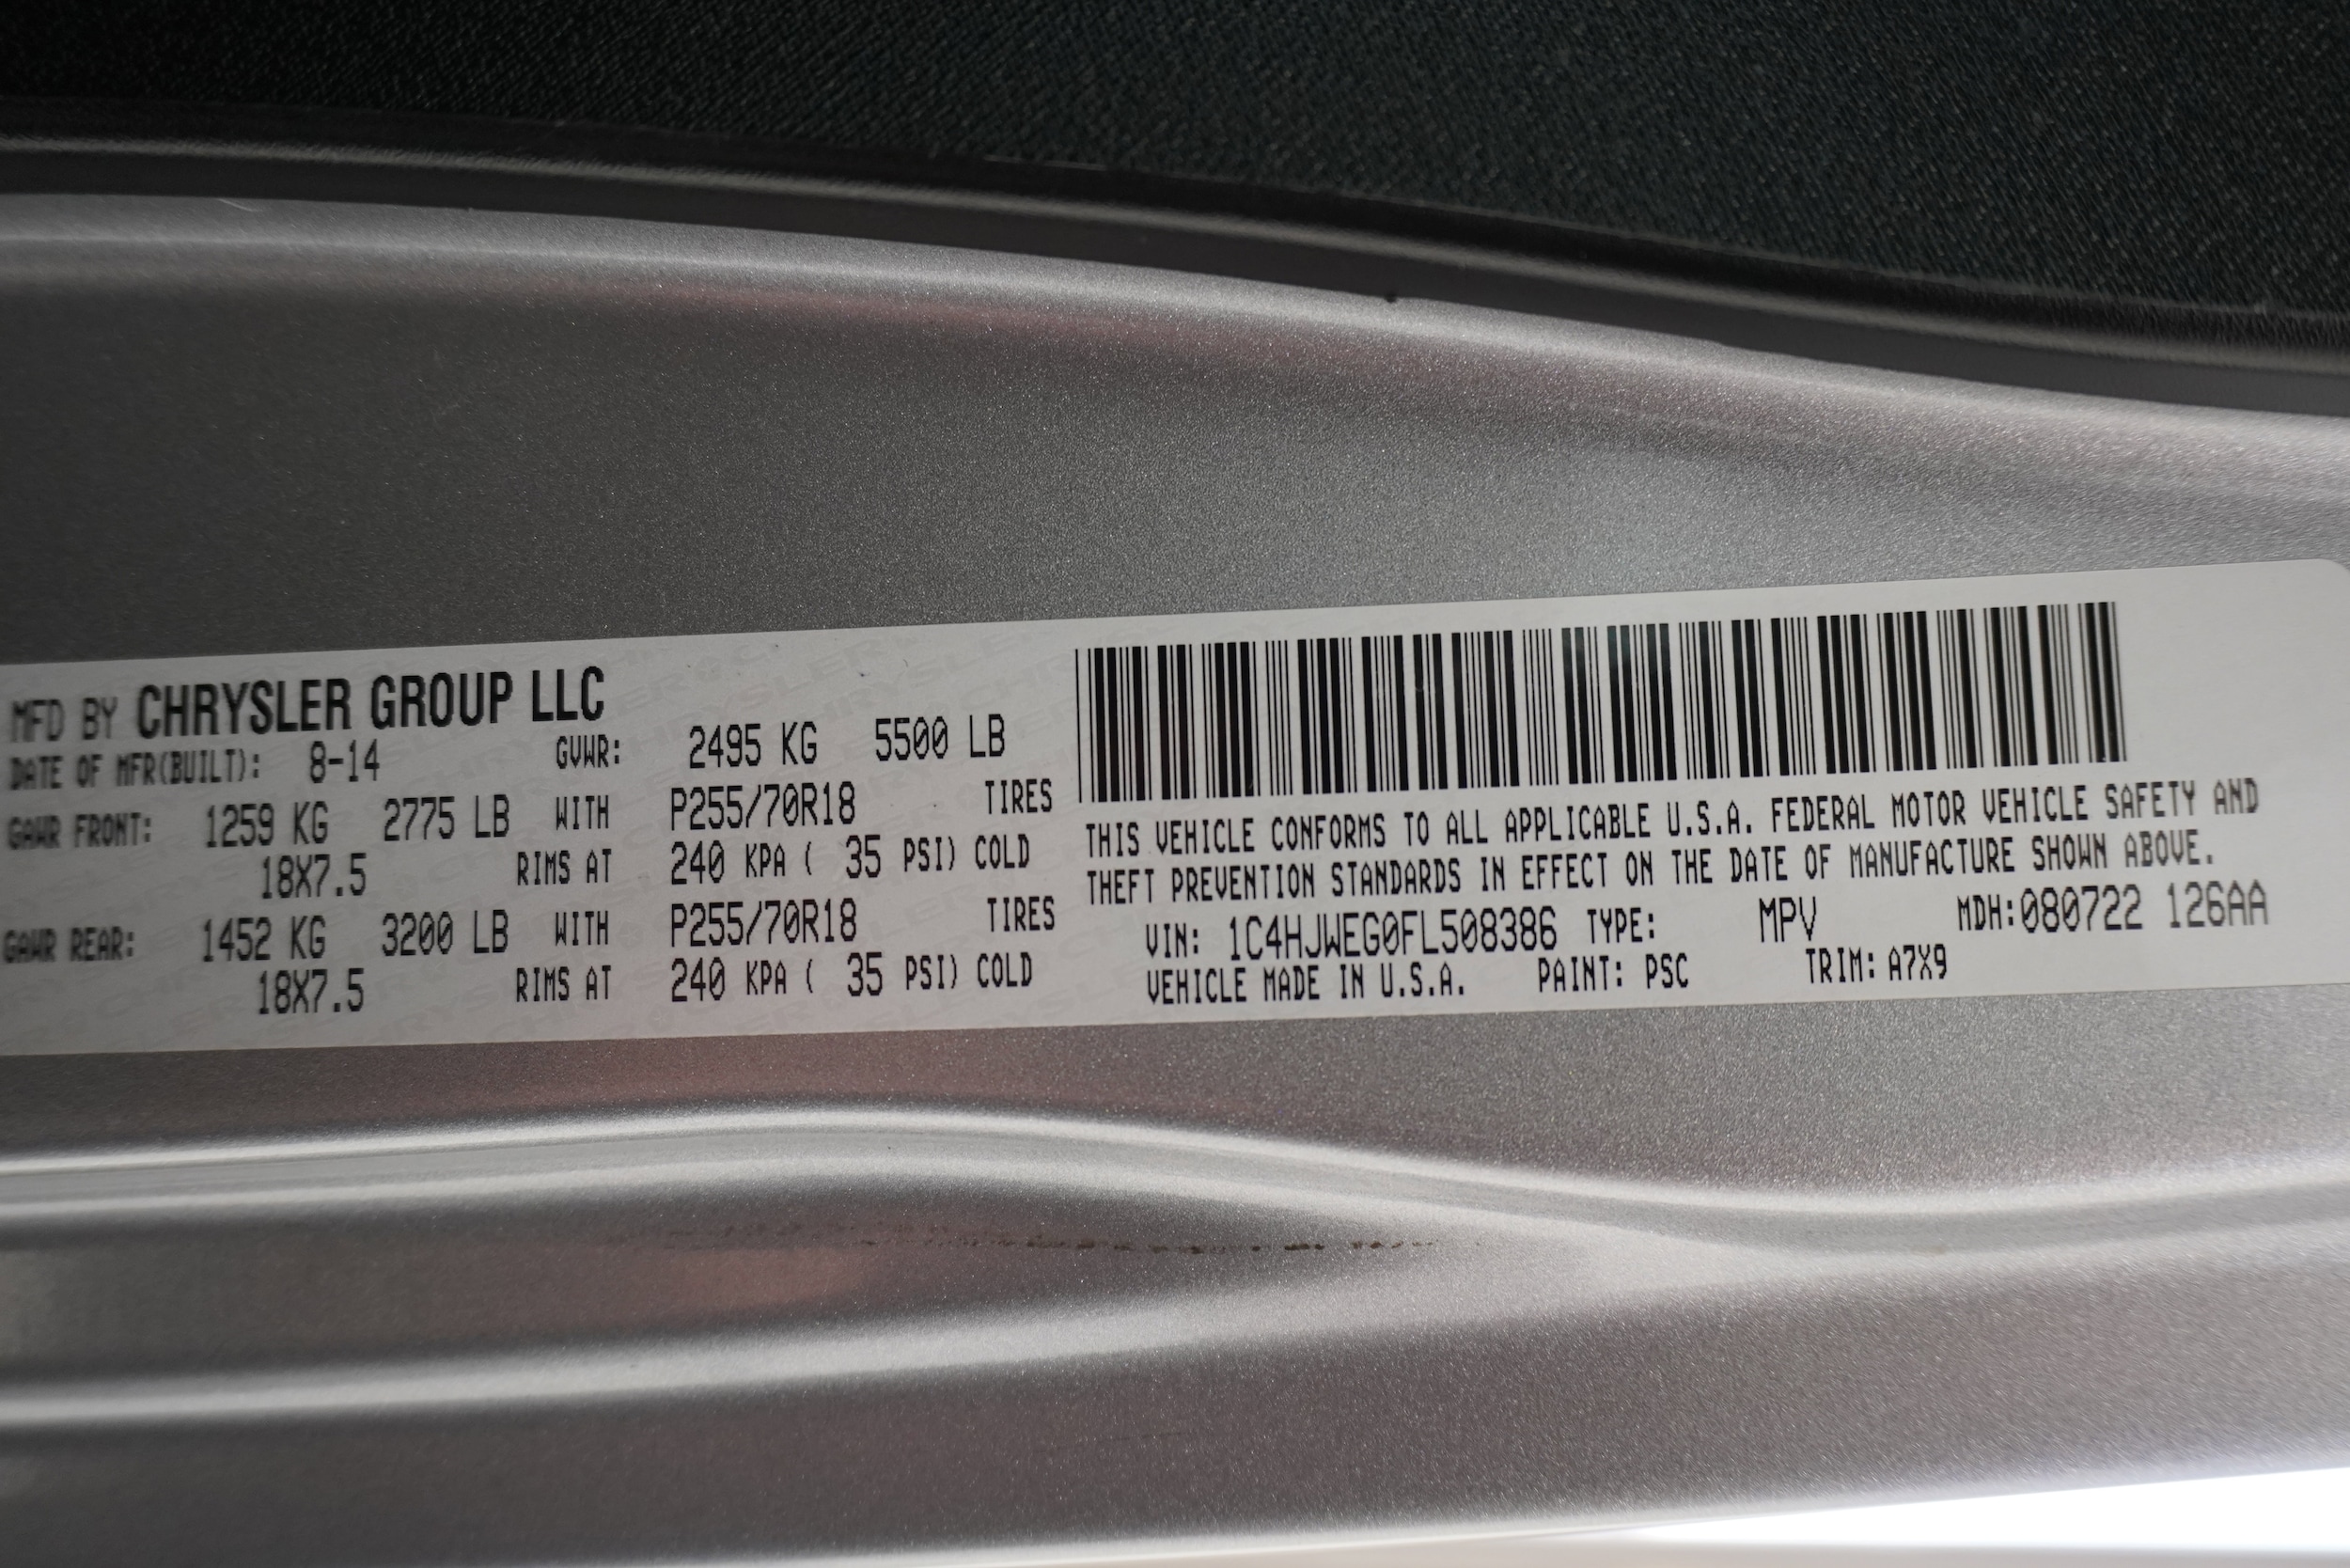 MFD BY CHRYSLER GROUP LLC
DATE OF MFR(BUILT): 8-14 GVWR: 2495 KG 5500 LB
GAWR FRONT: 1259 KG 2775 LB WITH P255/70R18 TIRES
18X7.5 RIMS AT 240 KPA ( 35 PSI) COLD
GAWR REAR: 1452 KG 3200 LB WITH P255/70R18 TIRES
18X7.5 RIMS AT 240 KPA ( 35 PSI) COLD
THIS VEHICLE CONFORMS TO ALL APPLICABLE U.S.A. FEDERAL MOTOR VEHICLE SAFETY AND
THEFT PREVENTION STANDARDS IN EFFECT ON THE DATE OF MANUFACTURE SHOWN ABOVE.
VIN: 1C4HJWEG0FL508386 TYPE: MPV MDH:080722 126AA
VEHICLE MADE IN U.S.A. PAINT: PSC TRIM: A7X9